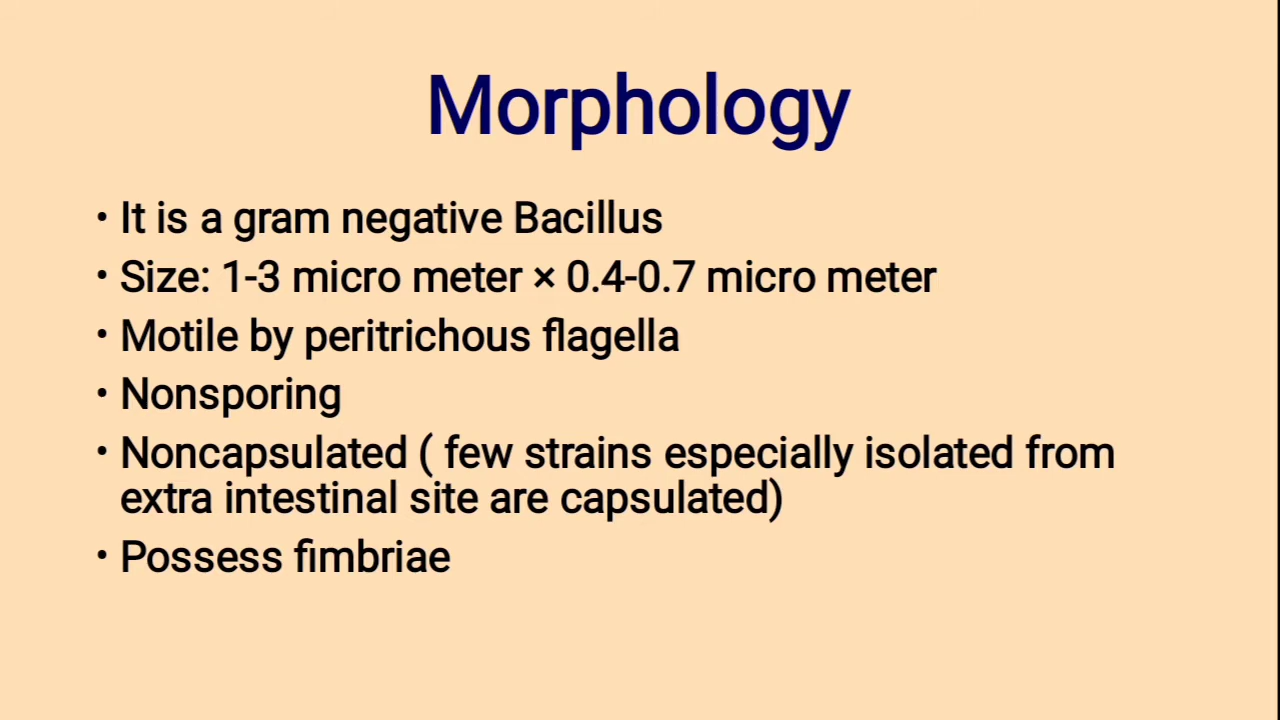 Morphology
• It is a gram negative Bacillus
• Size: 1-3 micro meter × 0.4-0.7 micro meter
• Motile by peritrichous flagella
• Nonsporing
• Noncapsulated ( few strains especially isolated from
extra intestinal site are capsulated)
• Possess fimbriae